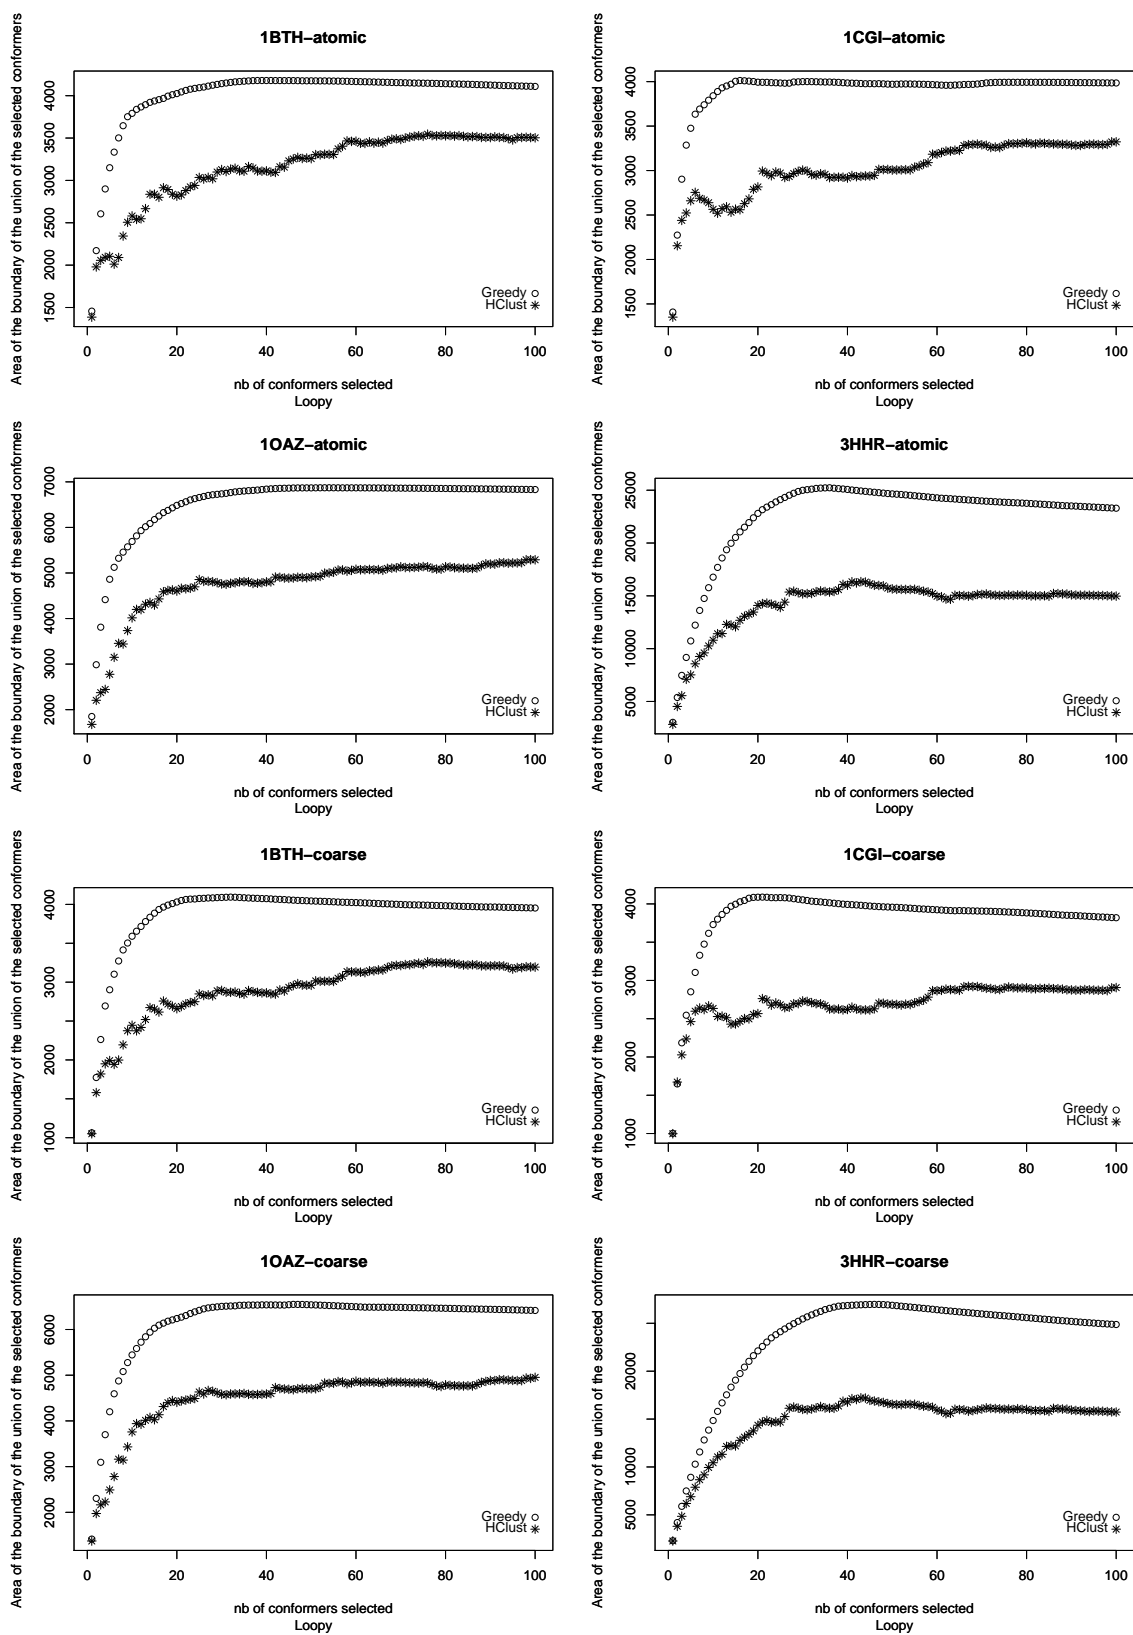 1BTH−atomic
Area of the boundary of the union of the selected conformers
4000
3500
3000
2500
2000
1500
Greedy
HClust
0 20 40 60 80 100
nb of conformers selected
Loopy
1CGI−atomic
Area of the boundary of the union of the selected conformers
4000
3500
3000
2500
2000
1500
Greedy
HClust
0 20 40 60 80 100
nb of conformers selected
Loopy
1OAZ−atomic
Area of the boundary of the union of the selected conformers
7000
6000
5000
4000
3000
2000
Greedy
HClust
0 20 40 60 80 100
nb of conformers selected
Loopy
3HHR−atomic
Area of the boundary of the union of the selected conformers
25000
20000
15000
10000
5000
Greedy
HClust
0 20 40 60 80 100
nb of conformers selected
Loopy
1BTH−coarse
Area of the boundary of the union of the selected conformers
4000
3000
2000
1000
Greedy
HClust
0 20 40 60 80 100
nb of conformers selected
Loopy
1CGI−coarse
Area of the boundary of the union of the selected conformers
4000
3000
2000
1000
Greedy
HClust
0 20 40 60 80 100
nb of conformers selected
Loopy
1OAZ−coarse
Area of the boundary of the union of the selected conformers
6000
5000
4000
3000
2000
Greedy
HClust
0 20 40 60 80 100
nb of conformers selected
Loopy
3HHR−coarse
Area of the boundary of the union of the selected conformers
20000
10000
5000
Greedy
HClust
0 20 40 60 80 100
nb of conformers selected
Loopy